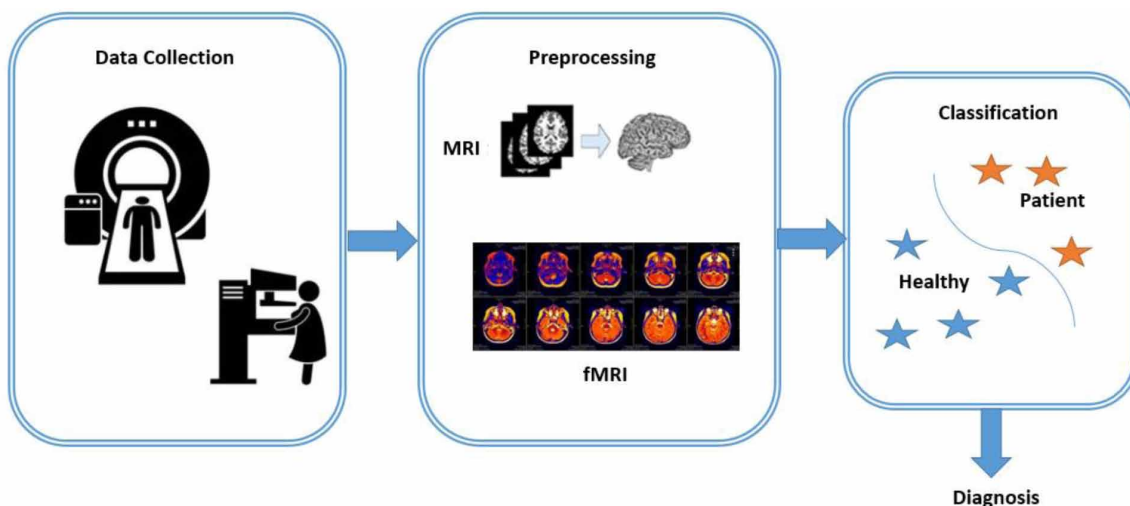 Data Collection
Preprocessing
MRI
fMRI
Classification
Patient
Healthy
Diagnosis